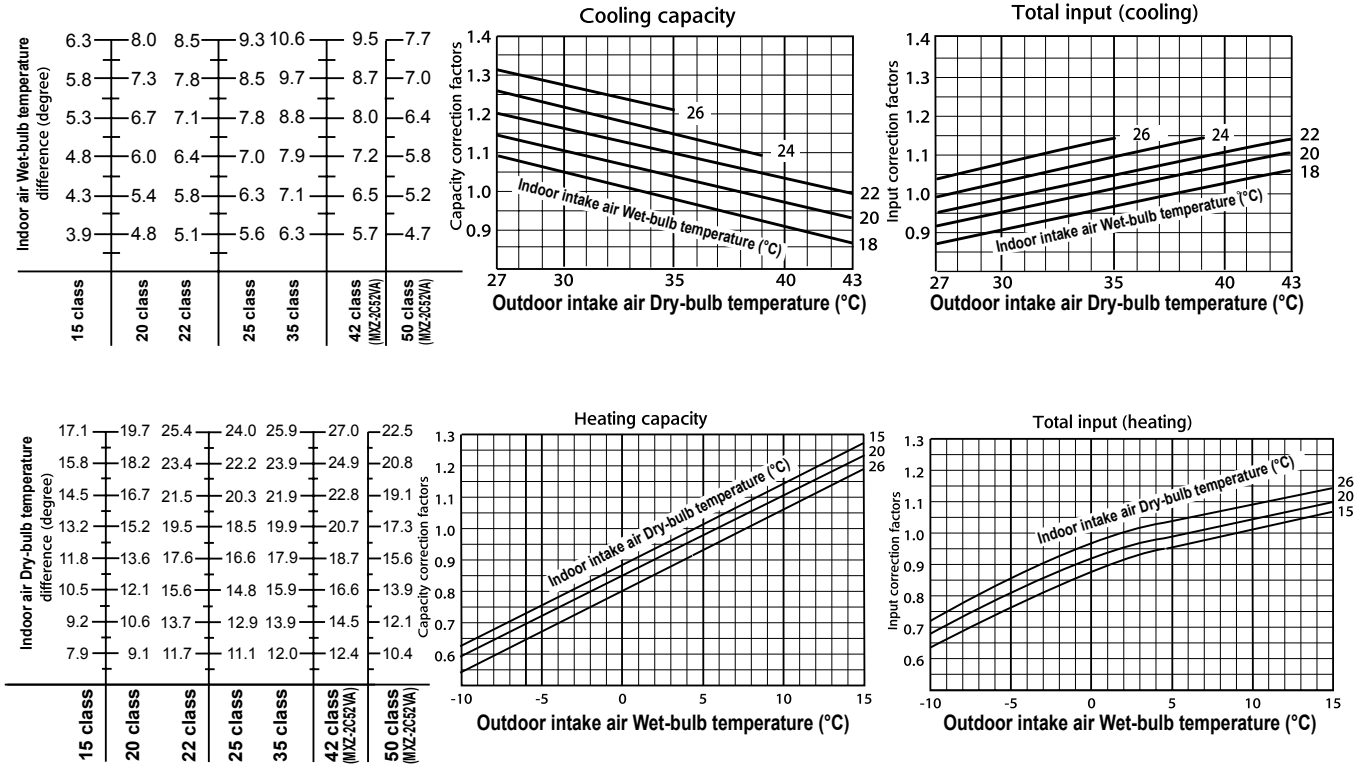 Indoor air Wet-bulb temperature
difference (degree)
6.3 8.0 8.5 9.3 10.6 9.5 7.7
5.8 7.3 7.8 8.5 9.7 8.7 7.0
5.3 6.7 7.1 7.8 8.8 8.0 6.4
4.8 6.0 6.4 7.0 7.9 7.2 5.8
4.3 5.4 5.8 6.3 7.1 6.5 5.2
3.9 4.8 5.1 5.6 6.3 5.7 4.7
15 class
20 class
22 class
25 class
35 class
42 class
(MXZ-2C52VA)
50 class
(MXZ-2C52VA)
Cooling capacity
Capacity correction factors
1.4
1.3
1.2
1.1
1.0
0.9
26
24
22
20
18
Indoor intake air Wet-bulb temperature (°C)
27 30 35 40 43
Outdoor intake air Dry-bulb temperature (°C)
Total input (cooling)
Input correction factors
1.4
1.3
1.2
1.1
1.0
0.9
26 24 22
20
18
Indoor intake air Wet-bulb temperature (°C)
27 30 35 40 43
Outdoor intake air Dry-bulb temperature (°C)
Indoor air Dry-bulb temperature
difference (degree)
17.1 19.7 25.4 24.0 25.9 27.0 22.5
15.8 18.2 23.4 22.2 23.9 24.9 20.8
14.5 16.7 21.5 20.3 21.9 22.8 19.1
13.2 15.2 19.5 18.5 19.9 20.7 17.3
11.8 13.6 17.6 16.6 17.9 18.7 15.6
10.5 12.1 15.6 14.8 15.9 16.6 13.9
9.2 10.6 13.7 12.9 13.9 14.5 12.1
7.9 9.1 11.7 11.1 12.0 12.4 10.4
15 class
20 class
22 class
25 class
35 class
42 class
(MXZ-2C52VA)
50 class
(MXZ-2C52VA)
Heating capacity
Capacity correction factors
1.3
1.2
1.1
1.0
0.9
0.8
0.7
0.6
15
20
26
Indoor intake air Dry-bulb temperature (°C)
-10 -5 0 5 10 15
Outdoor intake air Wet-bulb temperature (°C)
Total input (heating)
Input correction factors
1.3
1.2
1.1
1.0
0.9
0.8
0.7
0.6
26
20
15
Indoor intake air Dry-bulb temperature (°C)
-10 -5 0 5 10 15
Outdoor intake air Wet-bulb temperature (°C)